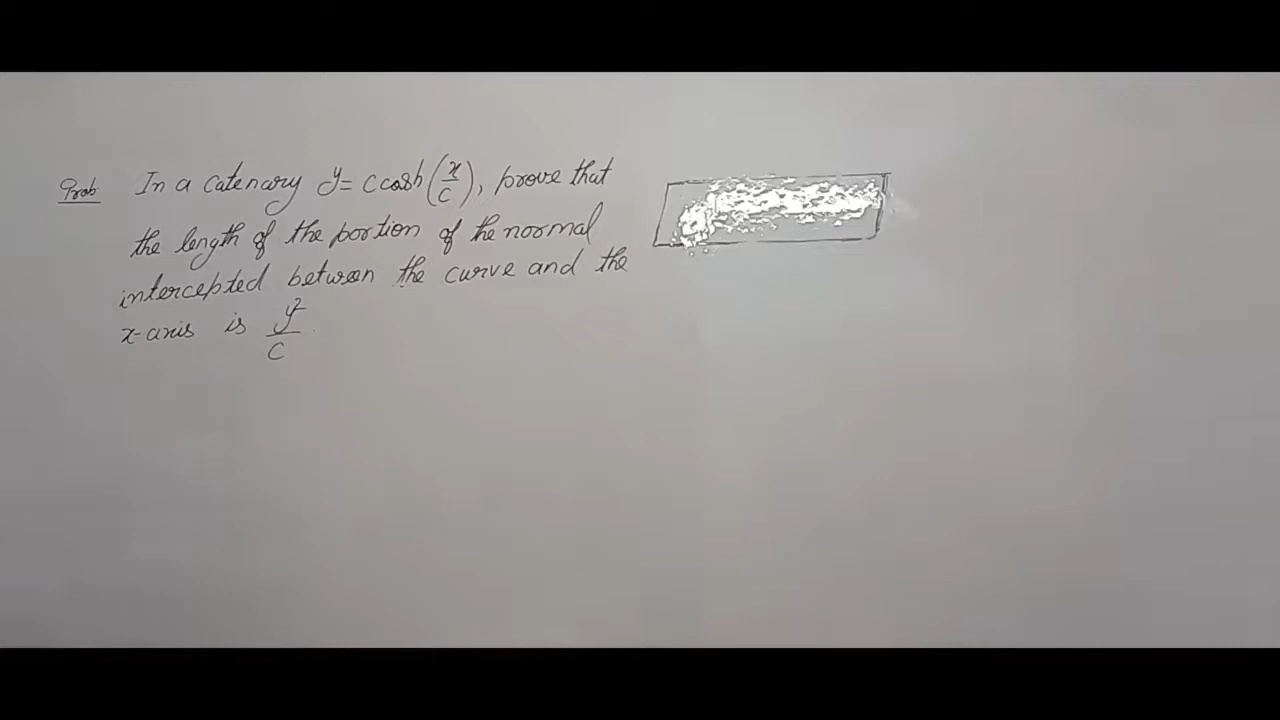 Prob In a catenary y = c cosh(x/c), prove that
the length of the portion of the normal
intercepted between the curve and the
x-axis is y²/c.